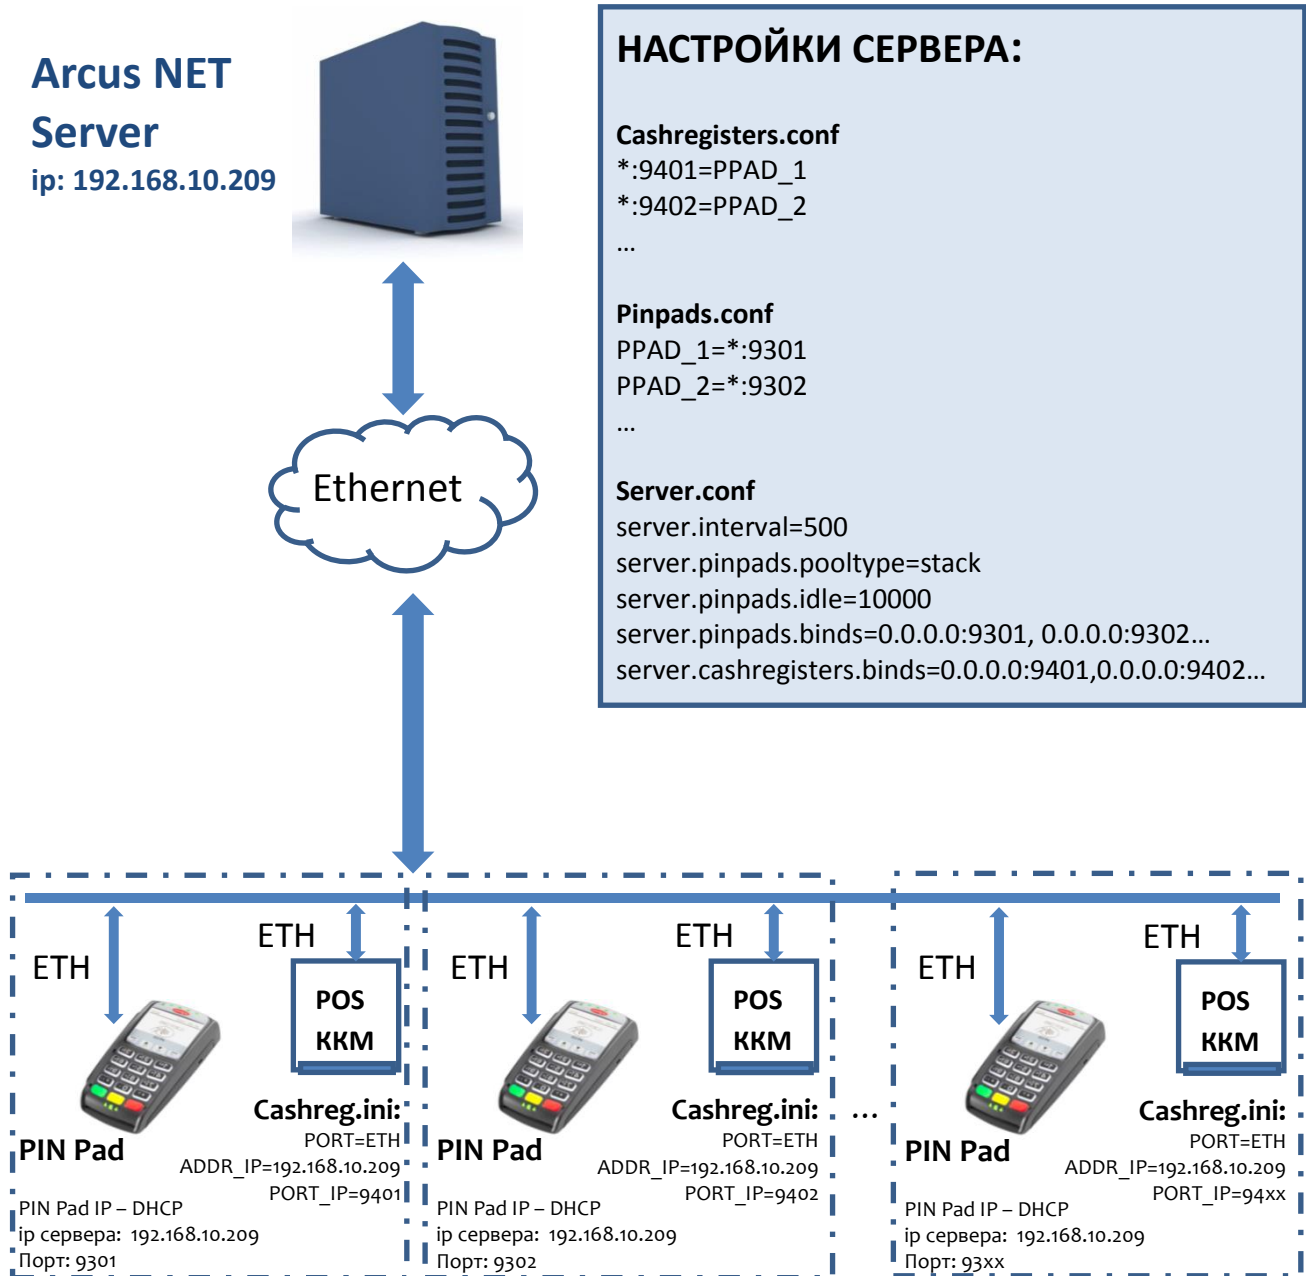 Arcus NET
Server
ip: 192.168.10.209
НАСТРОЙКИ СЕРВЕРА:
Cashregisters.conf
*:9401=PPAD_1
*:9402=PPAD_2
...
Pinpads.conf
PPAD_1=*:9301
PPAD_2=*:9302
...
Server.conf
server.interval=500
server.pinpads.pooltype=stack
server.pinpads.idle=10000
server.pinpads.binds=0.0.0.0:9301, 0.0.0.0:9302...
server.cashregisters.binds=0.0.0.0:9401,0.0.0.0:9402...
Ethernet
ETH
ETH
POS
ККМ
Cashreg.ini:
PORT=ETH
ADDR_IP=192.168.10.209
PORT_IP=9401
PIN Pad
PIN Pad IP – DHCP
ip сервера: 192.168.10.209
Порт: 9301
ETH
ETH
POS
ККМ
Cashreg.ini:
PORT=ETH
ADDR_IP=192.168.10.209
PORT_IP=9402
PIN Pad
PIN Pad IP – DHCP
ip сервера: 192.168.10.209
Порт: 9302
...
ETH
ETH
POS
ККМ
Cashreg.ini:
PORT=ETH
ADDR_IP=192.168.10.209
PORT_IP=94xx
PIN Pad
PIN Pad IP – DHCP
ip сервера: 192.168.10.209
Порт: 93xx